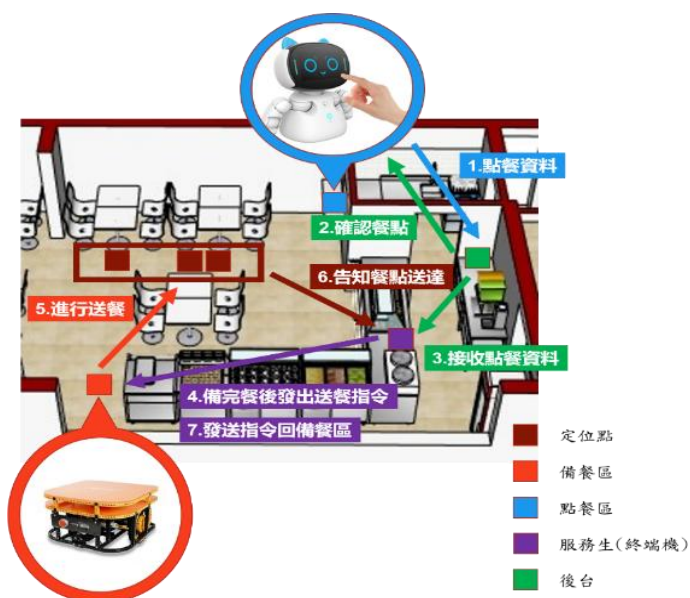 1.點餐資料
2.確認餐點
6.告知餐點送達
5.進行送餐
3.接收點餐資料
4.備完餐後發出送餐指令
7.發送指令回備餐區
定位點
備餐區
點餐區
服務生(終端機)
後台